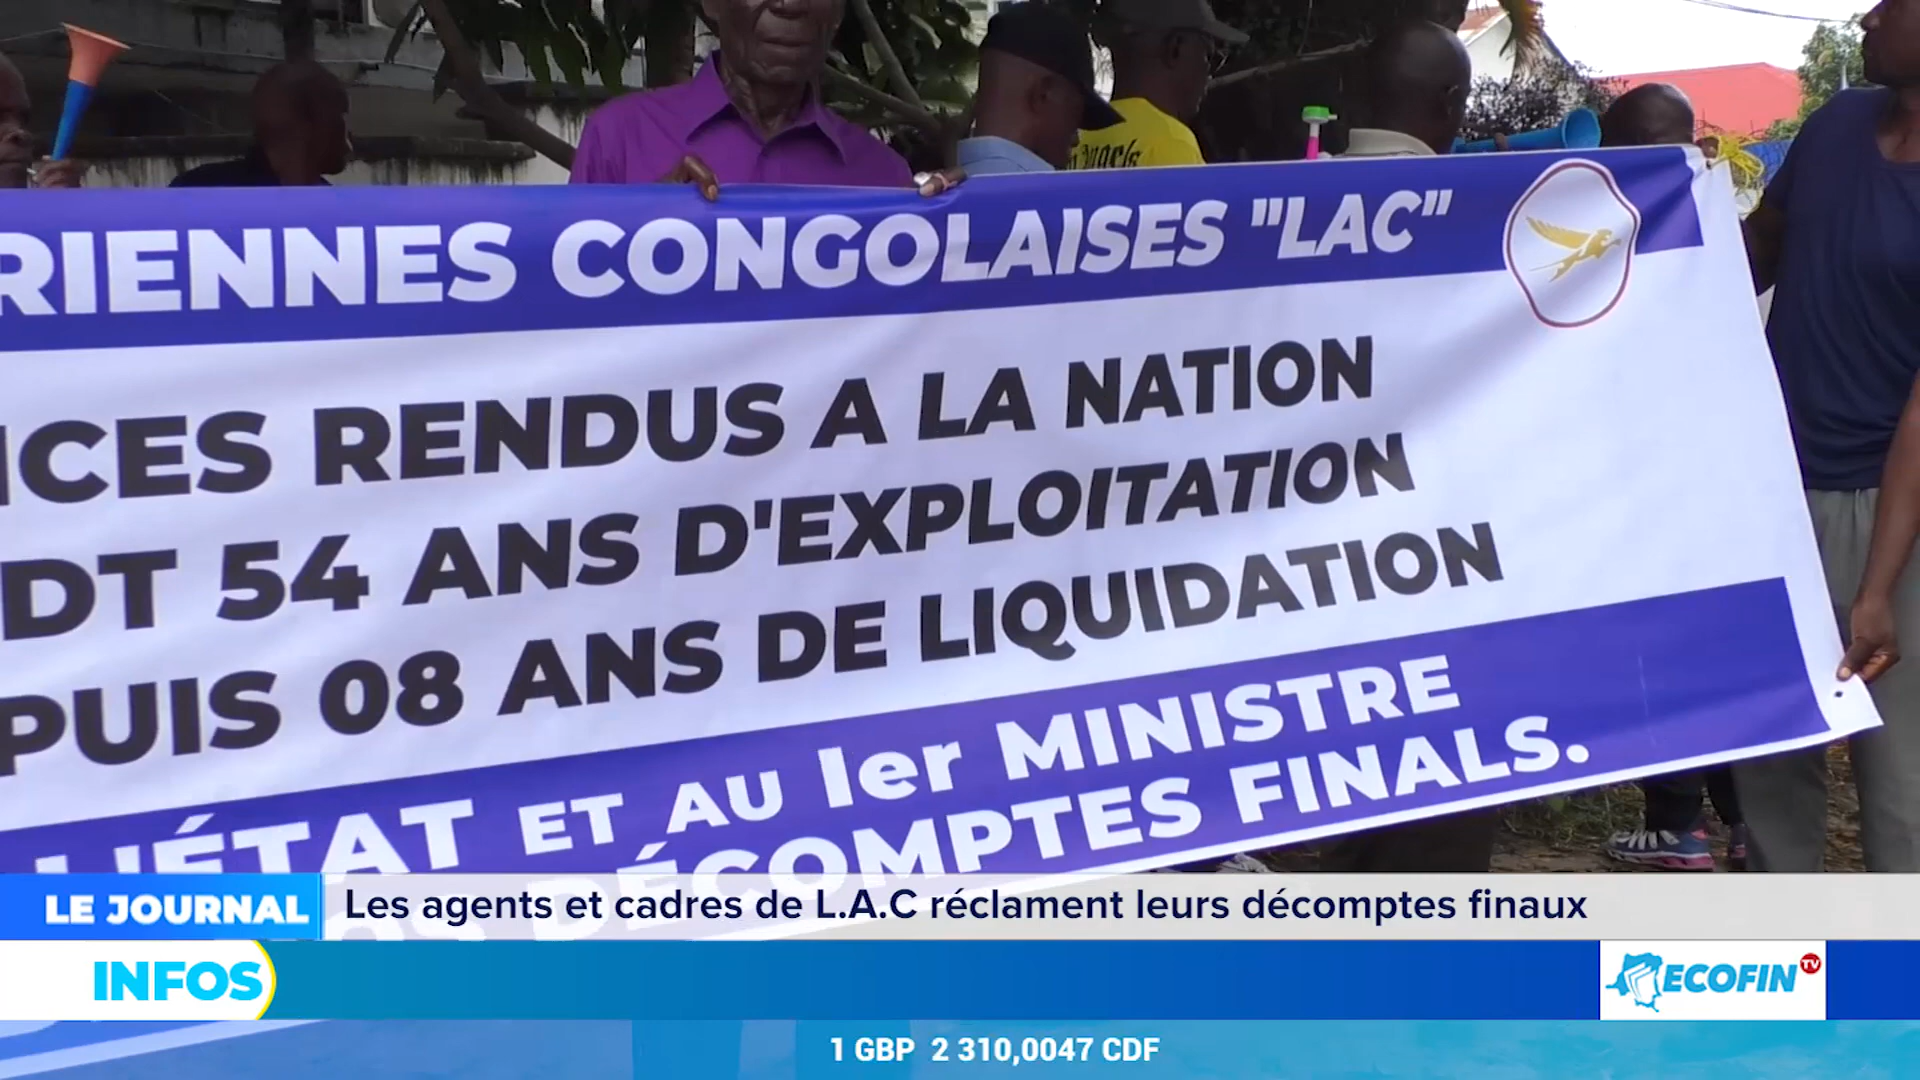 RIENNES CONGOLAISES "LAC"
ICES RENDUS A LA NATION
DT 54 ANS D'EXPLOITATION
PUIS 08 ANS DE LIQUIDATION
L'ÉTAT ET AU Ier MINISTRE
OS DÉCOMPTES FINALS.
LE JOURNAL
Les agents et cadres de L.A.C réclament leurs décomptes finaux
INFOS
ECOFIN TV
1 GBP 2 310,0047 CDF